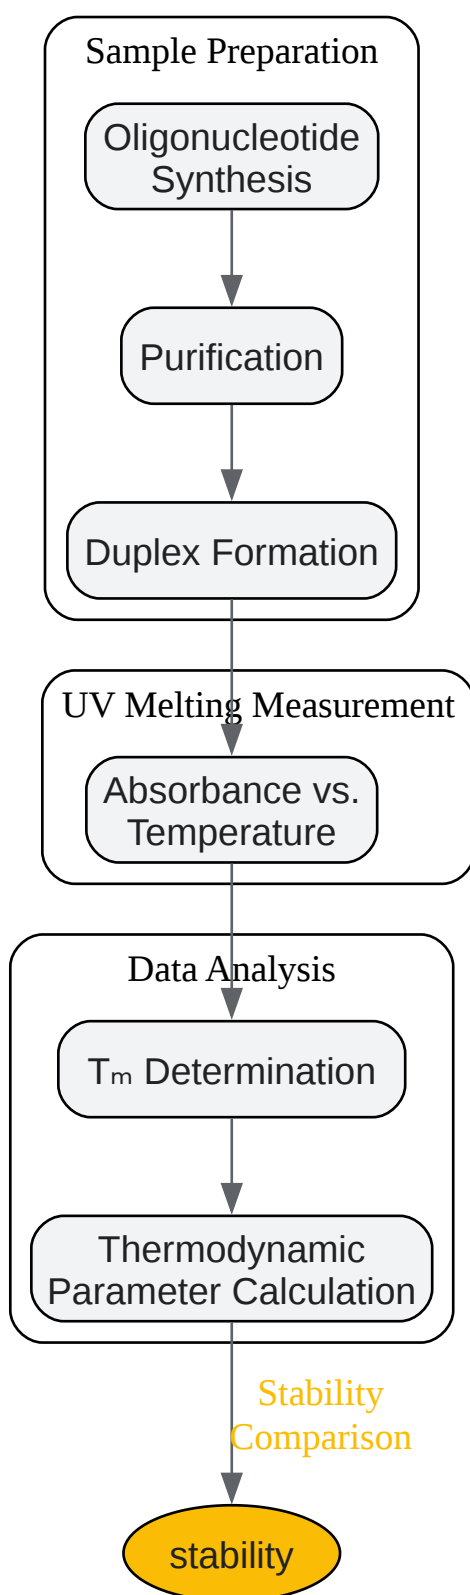 Sample Preparation
Oligonucleotide
Synthesis
Purification
Duplex Formation
UV Melting Measurement
Absorbance vs.
Temperature
Data Analysis
Tₘ Determination
Thermodynamic
Parameter Calculation
Stability
Comparison
stability